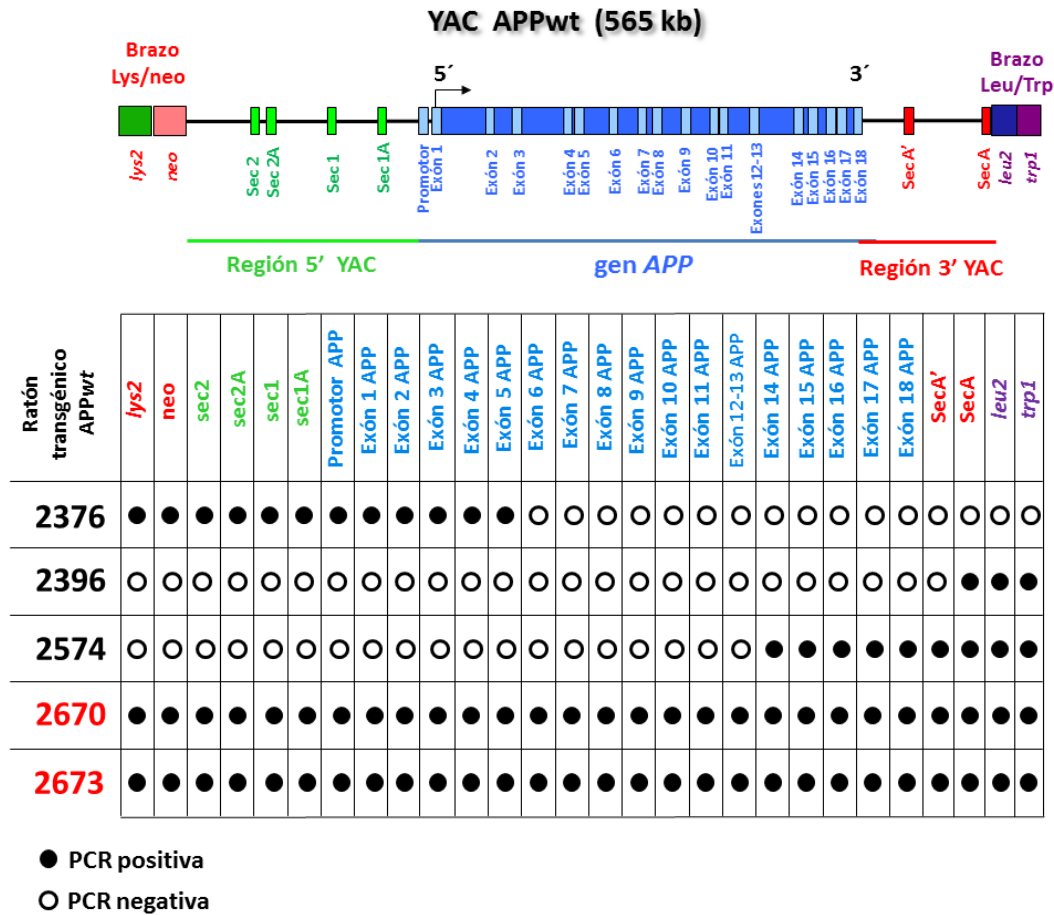 YAC APPwt (565 kb)
Brazo
Lys/neo
5´
3´
Brazo
Leu/Trp
lys2
neo
Sec 2
Sec 2A
Sec 1
Sec 1A
Promotor
Exón 1
Exón 2
Exón 3
Exón 4
Exón 5
Exón 6
Exón 7
Exón 8
Exón 9
Exón 10
Exón 11
Exones 12-13
Exón 14
Exón 15
Exón 16
Exón 17
Exón 18
Sec A’
Sec A
leu2
trp1
Región 5’ YAC
gen APP
Región 3’ YAC
Ratón
transgénico
APPwt
lys2
neo
sec2
sec2A
sec1
sec1A
Promotor APP
Exón 1 APP
Exón 2 APP
Exón 3 APP
Exón 4 APP
Exón 5 APP
Exón 6 APP
Exón 7 APP
Exón 8 APP
Exón 9 APP
Exón 10 APP
Exón 11 APP
Exón 12-13 APP
Exón 14 APP
Exón 15 APP
Exón 16 APP
Exón 17 APP
Exón 18 APP
SecA’
SecA
leu2
trp1
2376
2396
2574
2670
2673
PCR positiva
PCR negativa